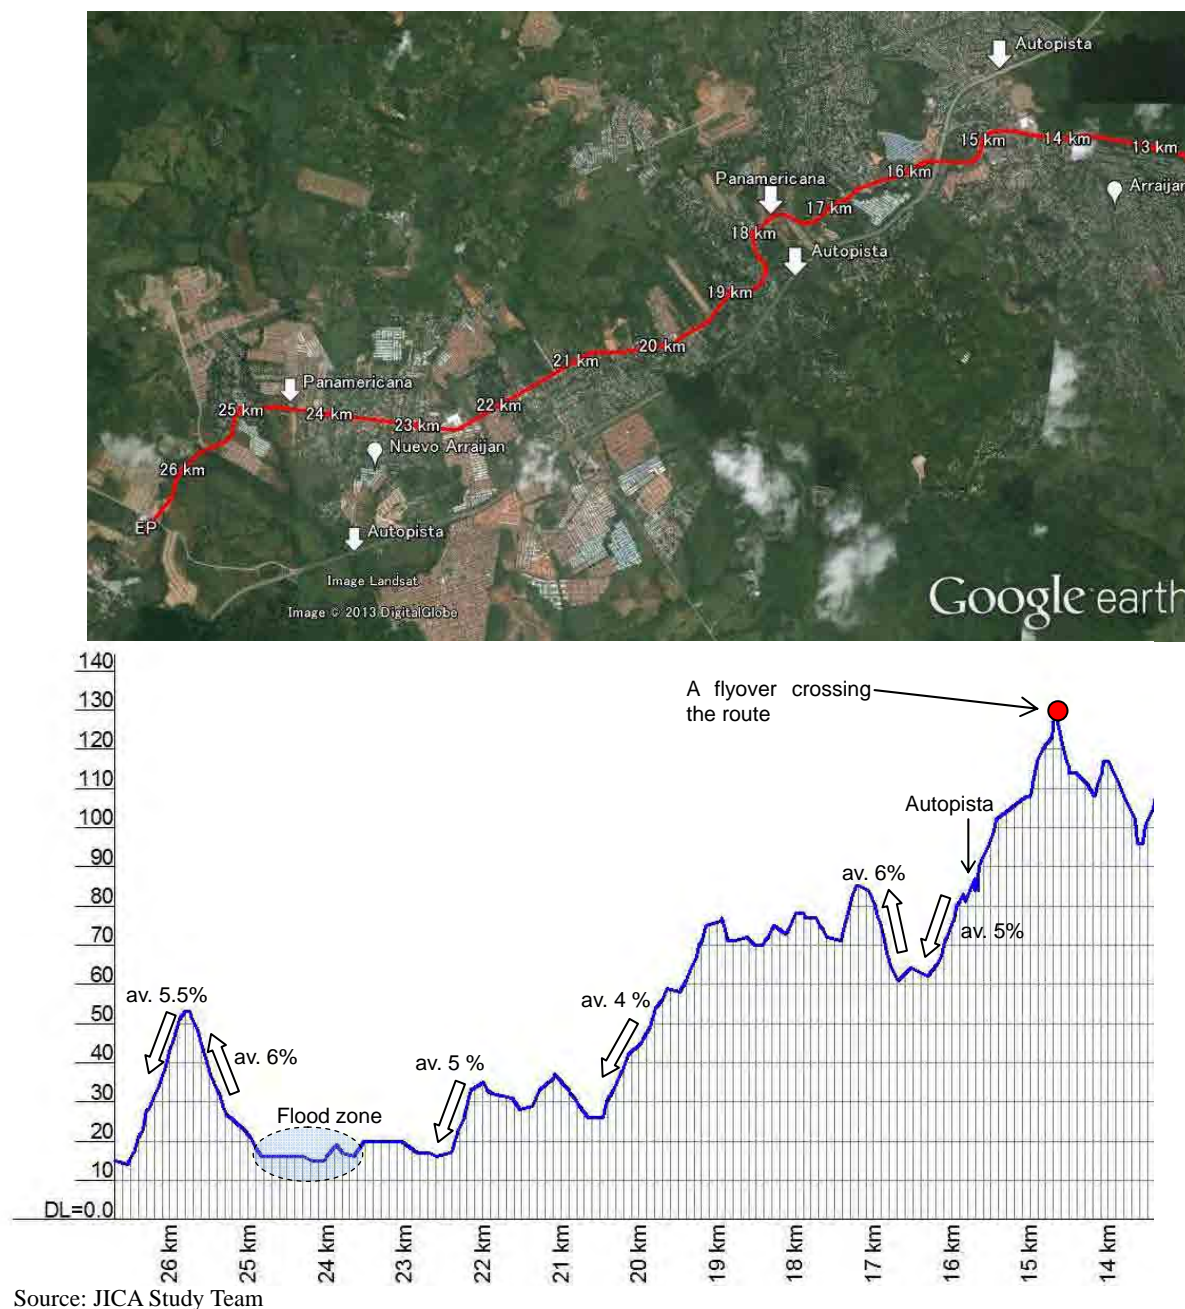 Autopista
15 km
14 km
13 km
16 km
Panamericana
Arraijan
17 km
18 km
Autopista
19 km
20 km
21 km
Panamericana
22 km
25 km
24 km
23 km
Nuevo Arraijan
26 km
EP
Autopista
Image Landsat
Image © 2013 DigitalGlobe
Google earth
140
130
120
110
100
90
80
70
60
50
40
30
20
10
DL=0.0
A flyover crossing
the route
Autopista
av. 6%
av. 5%
av. 5.5%
av. 4 %
av. 6%
av. 5 %
Flood zone
26 km
25 km
24 km
23 km
22 km
21 km
20 km
19 km
18 km
17 km
16 km
15 km
14 km
Source: JICA Study Team